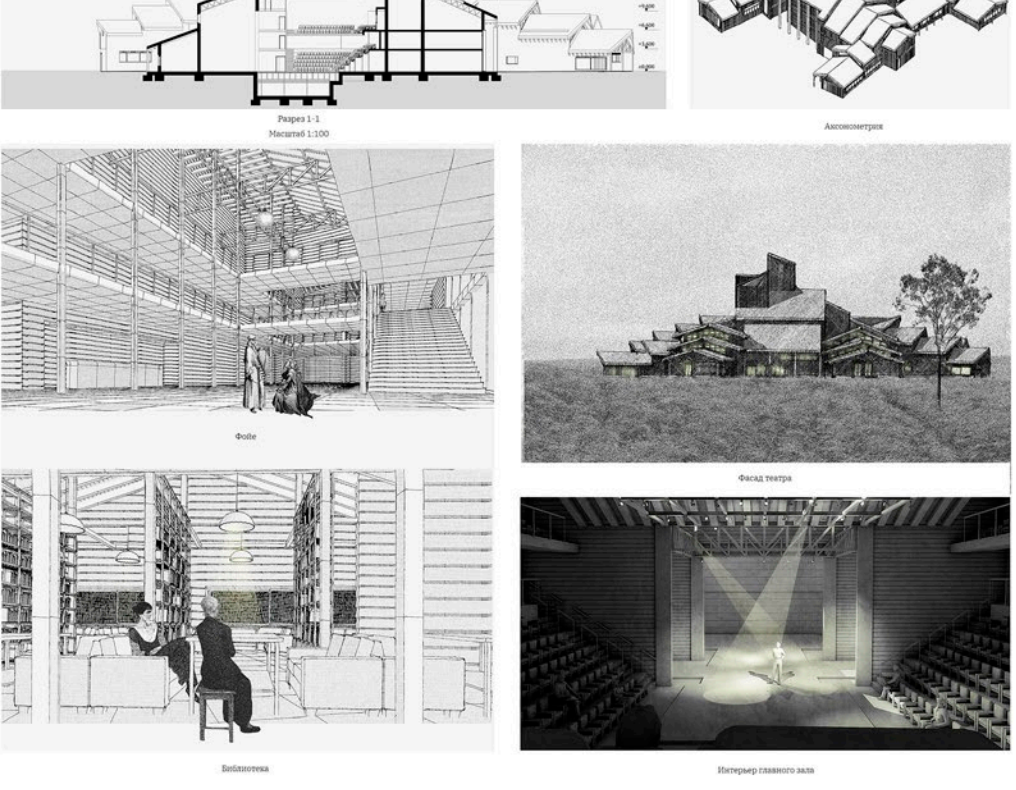 Разрез 1-1
Масштаб 1:100
Аксонометрия
Фойе
Фасад театра
Библиотека
Интерьер главного зала